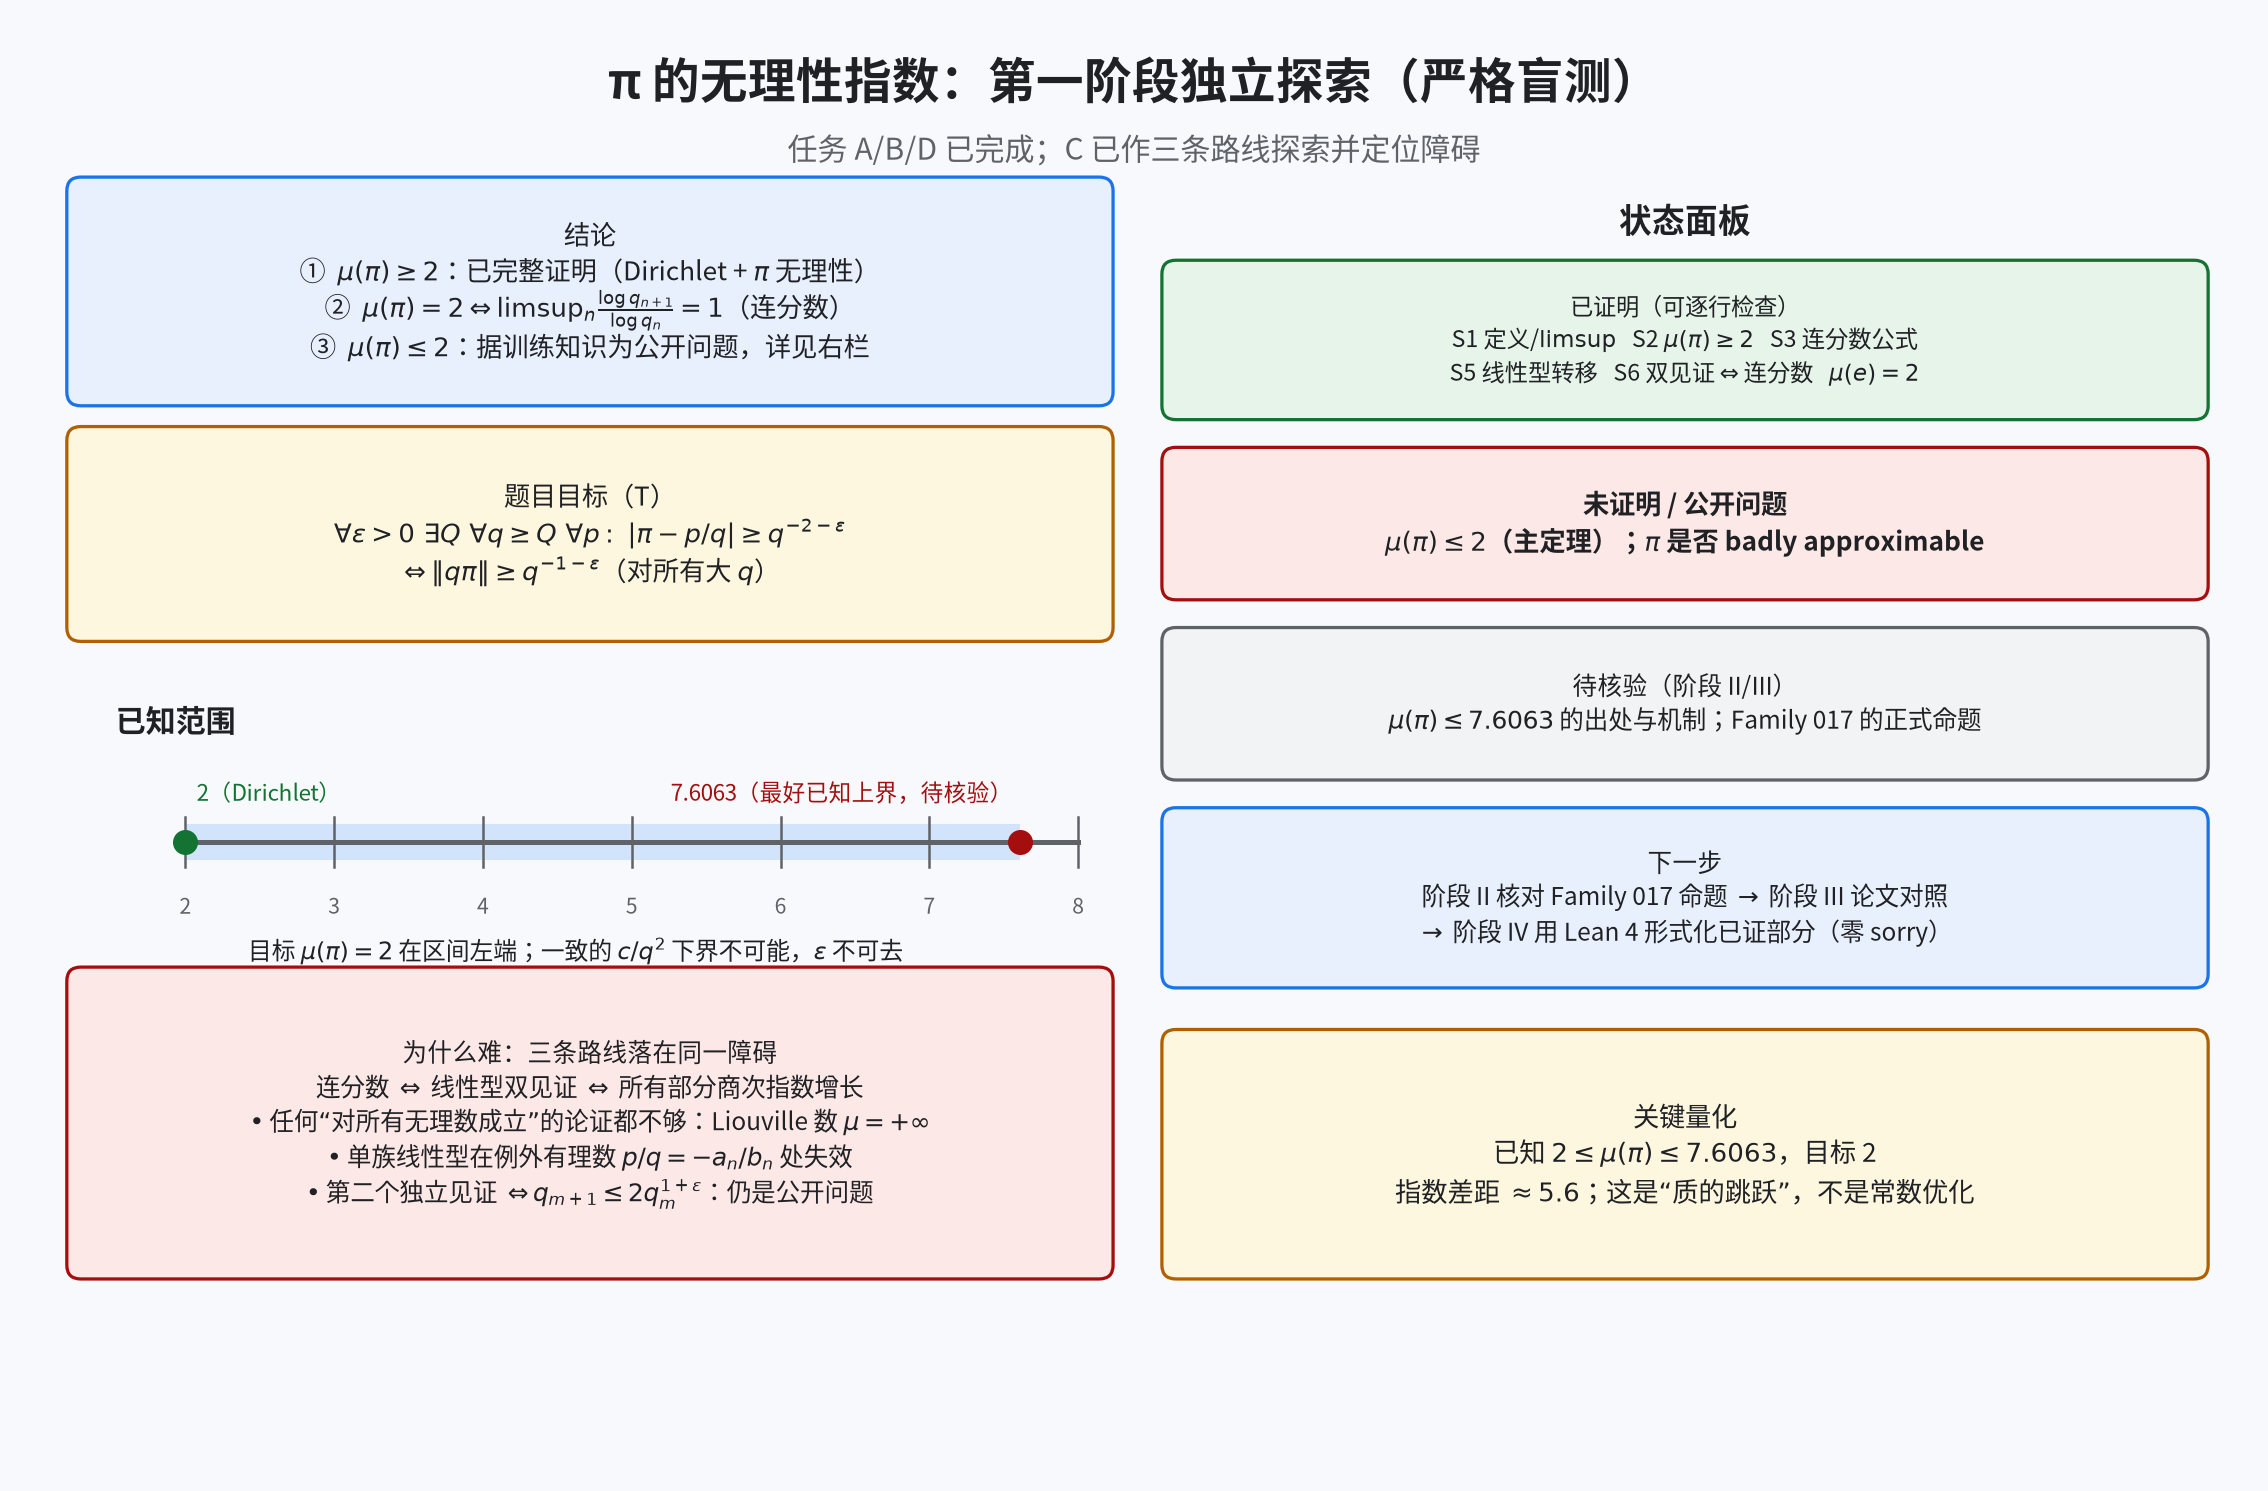 π 的无理性指数：第一阶段独立探索（严格盲测）
任务 A/B/D 已完成；C 已作三条路线探索并定位障碍
结论
① μ(π) ≥ 2：已完整证明（Dirichlet + π 无理性）
② μ(π) = 2 ⇔ limsupₙ log qₙ₊₁ / log qₙ = 1（连分数）
③ μ(π) ≤ 2：据训练知识为公开问题，详见右栏
题目目标（T）
∀ε > 0 ∃Q ∀q ≥ Q ∀p : |π − p/q| ≥ q^{−2−ε}
⇔ ‖qπ‖ ≥ q^{−1−ε}（对所有大 q）
已知范围
2（Dirichlet）
7.6063（最好已知上界，待核验）
2 3 4 5 6 7 8
目标 μ(π) = 2 在区间左端；一致的 c/q² 下界不可能，ε 不可去
为什么难：三条路线落在同一障碍
连分数 ⇔ 线性型双见证 ⇔ 所有部分商次指数增长
• 任何“对所有无理数成立”的论证都不够：Liouville 数 μ = +∞
• 单族线性型在例外有理数 p/q = −aₙ/bₙ 处失效
• 第二个独立见证 ⇔ q_{m+1} ≤ 2q_m^{1+ε}：仍是公开问题
状态面板
已证明（可逐行检查）
S1 定义/limsup S2 μ(π) ≥ 2 S3 连分数公式
S5 线性型转移 S6 双见证 ⇔ 连分数 μ(e) = 2
未证明 / 公开问题
μ(π) ≤ 2（主定理）；π 是否 badly approximable
待核验（阶段 II/III）
μ(π) ≤ 7.6063 的出处与机制；Family 017 的正式命题
下一步
阶段 II 核对 Family 017 命题 → 阶段 III 论文对照
→ 阶段 IV 用 Lean 4 形式化已证部分（零 sorry）
关键量化
已知 2 ≤ μ(π) ≤ 7.6063，目标 2
指数差距 ≈ 5.6；这是“质的跳跃”，不是常数优化